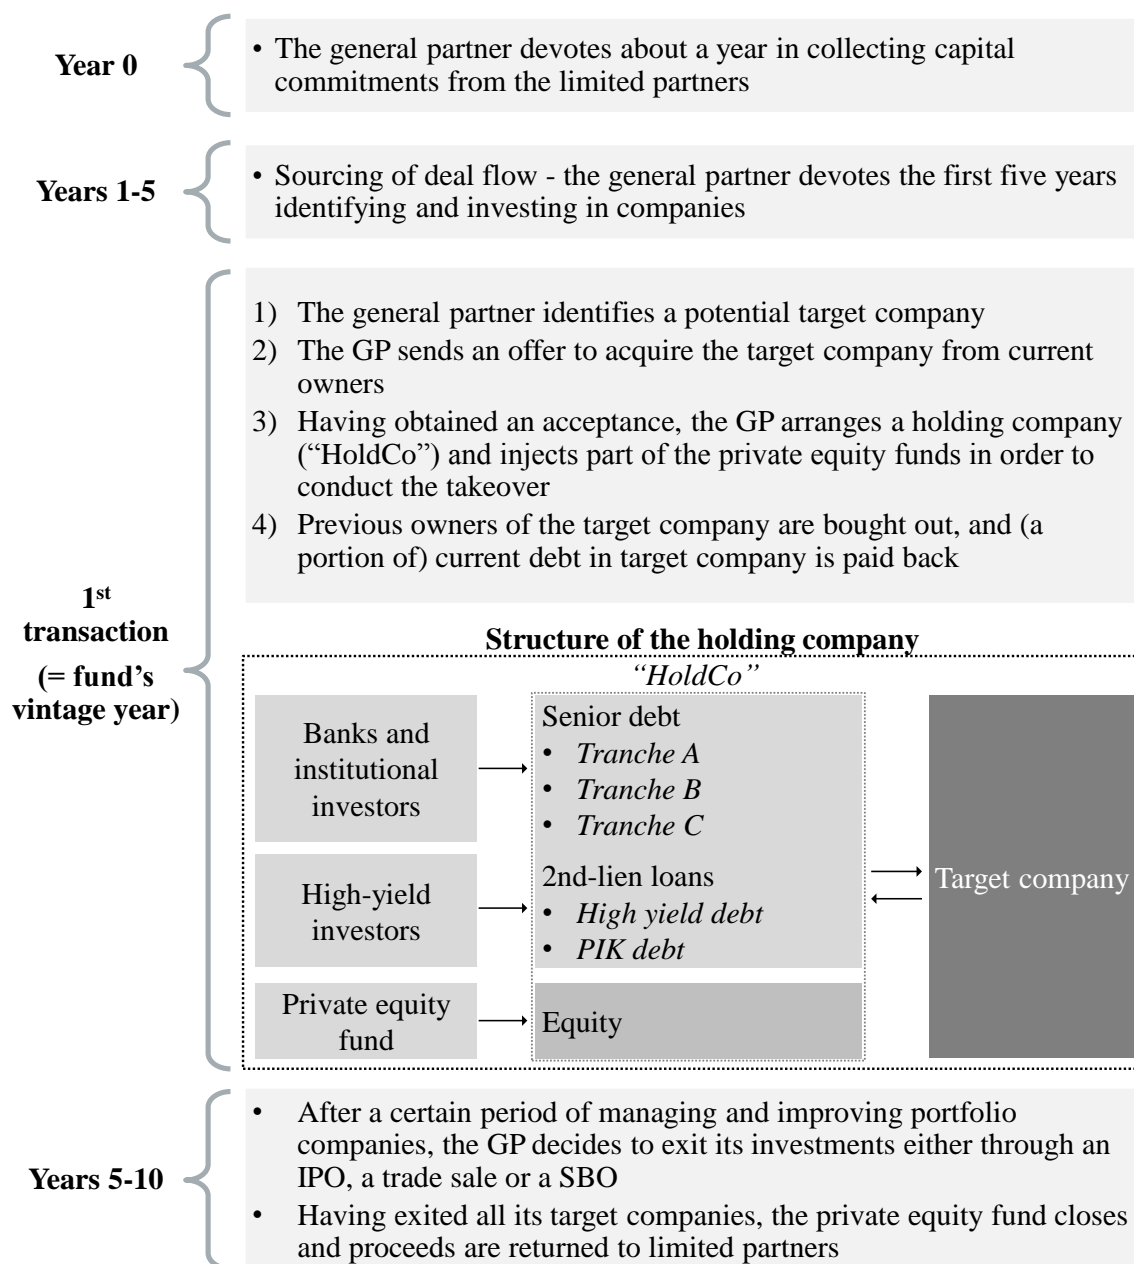 Year 0
• The general partner devotes about a year in collecting capital
commitments from the limited partners
Years 1-5
• Sourcing of deal flow - the general partner devotes the first five years
identifying and investing in companies
1st
transaction
(= fund’s
vintage year)
1) The general partner identifies a potential target company
2) The GP sends an offer to acquire the target company from current
owners
3) Having obtained an acceptance, the GP arranges a holding company
(“HoldCo”) and injects part of the private equity funds in order to
conduct the takeover
4) Previous owners of the target company are bought out, and (a
portion of) current debt in target company is paid back
Structure of the holding company
“HoldCo”
Banks and
institutional
investors
Senior debt
• Tranche A
• Tranche B
• Tranche C
High-yield
investors
2nd-lien loans
• High yield debt
• PIK debt
Private equity
fund
Equity
Target company
Years 5-10
• After a certain period of managing and improving portfolio
companies, the GP decides to exit its investments either through an
IPO, a trade sale or a SBO
• Having exited all its target companies, the private equity fund closes
and proceeds are returned to limited partners